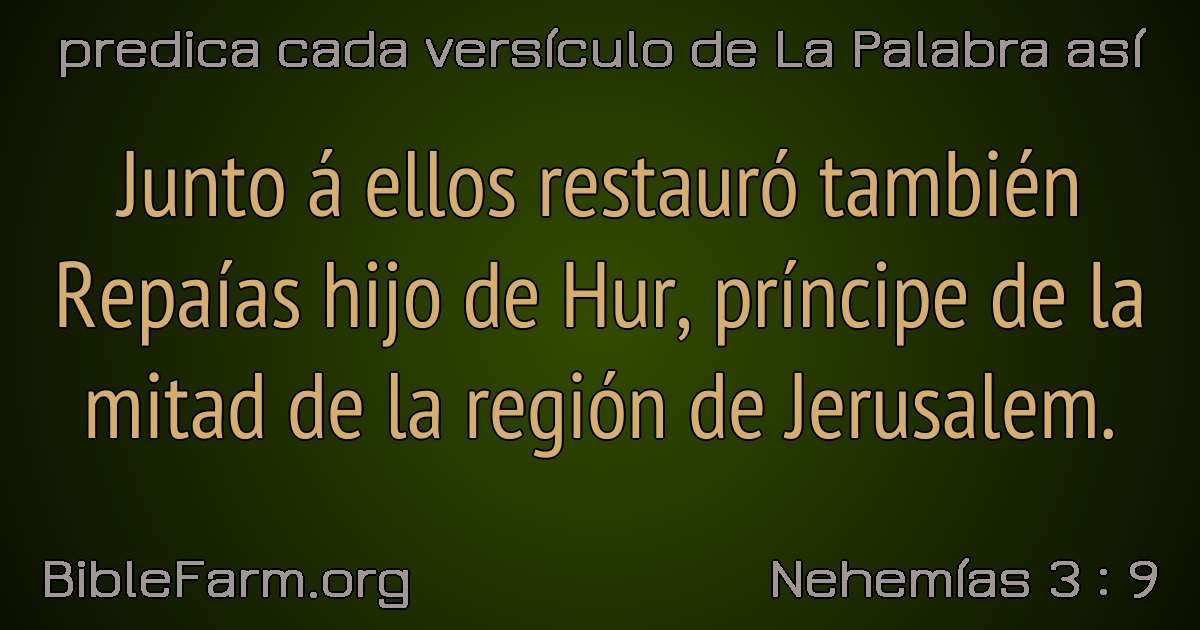 predica cada versículo de La Palabra así
Junto á ellos restauró también
Repaías hijo de Hur, príncipe de la
mitad de la región de Jerusalem.
BibleFarm.org
Nehemías 3 : 9